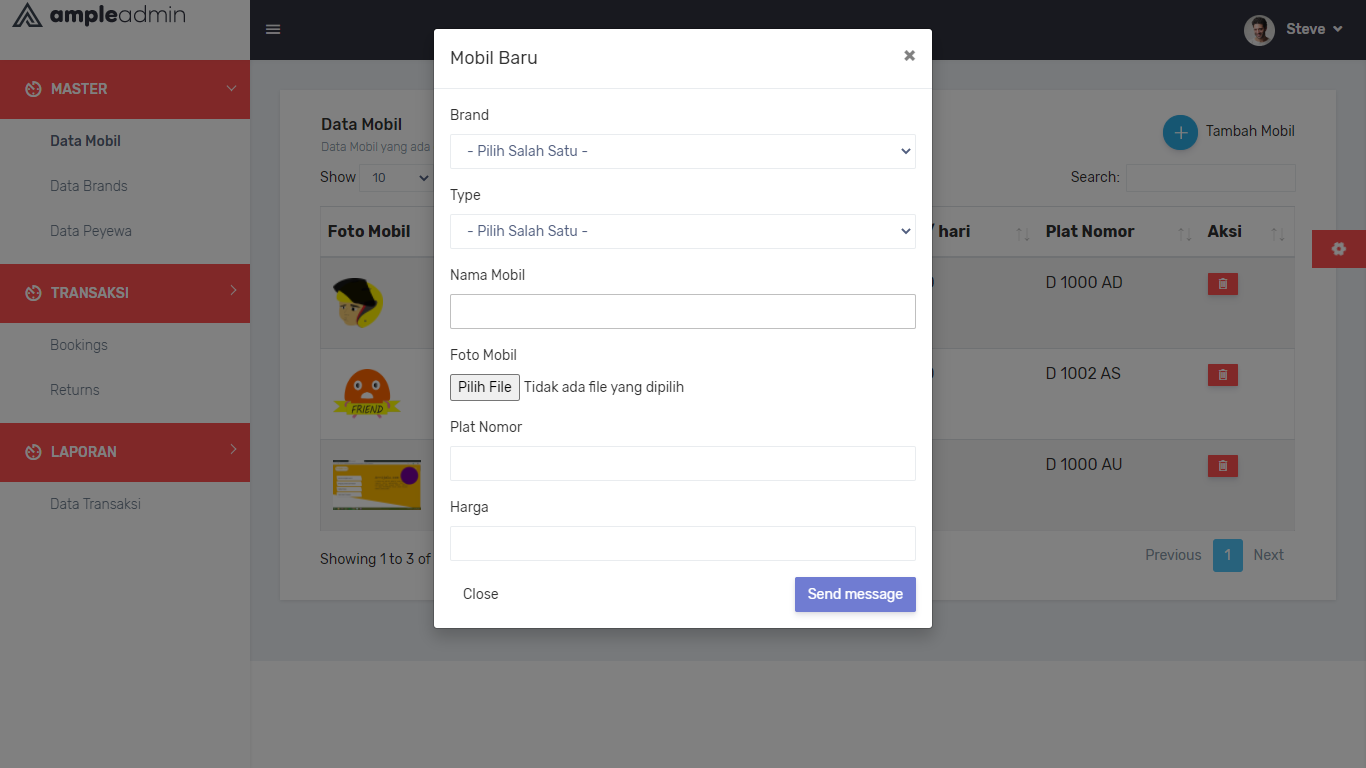 ampleadmin
Steve
MASTER
Data Mobil
Data Brands
Data Peyewa
TRANSAKSI
Bookings
Returns
LAPORAN
Data Transaksi
Data Mobil
Data Mobil yang ada
Tambah Mobil
Show 10
Search:
Foto Mobil
/ hari
Plat Nomor
Aksi
D 1000 AD
FRIEND
D 1002 AS
D 1000 AU
Showing 1 to 3 of
Previous 1 Next
Mobil Baru
Brand
- Pilih Salah Satu -
Type
- Pilih Salah Satu -
Nama Mobil
Foto Mobil
Pilih File Tidak ada file yang dipilih
Plat Nomor
Harga
Close
Send message